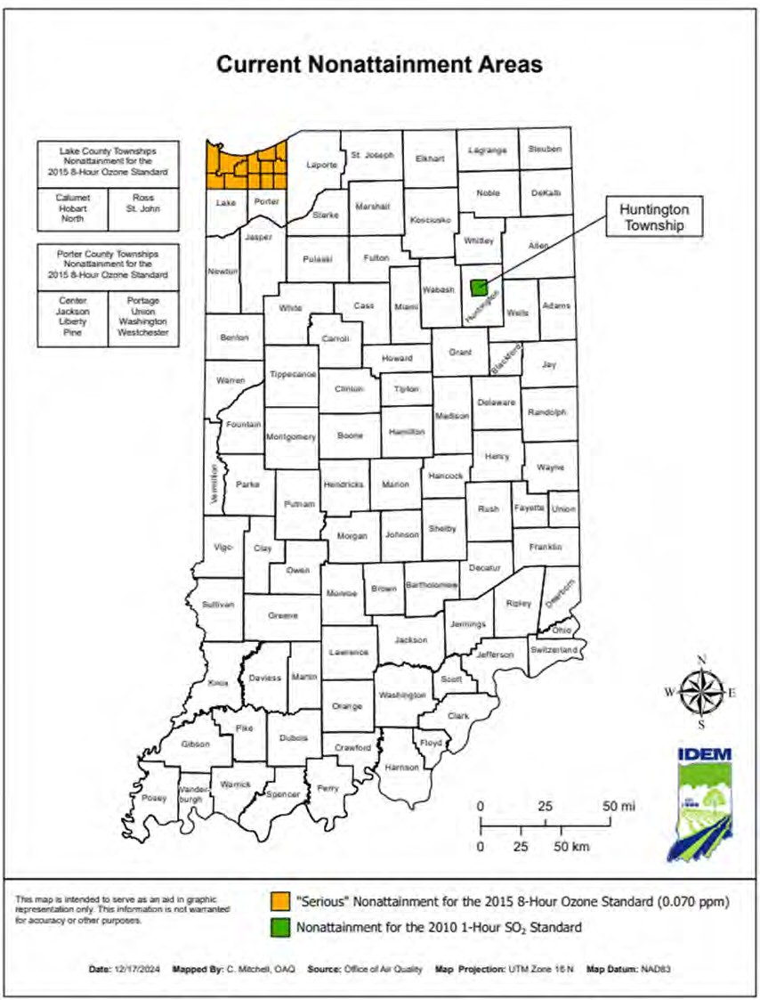 Current Nonattainment Areas
Lake County Townships
Nonattainment for the
2015 8-Hour Ozone Standard
Calumet
Hobart
North
Ross
St. John
Porter County Townships
Nonattainment for the
2015 8-Hour Ozone Standard
Center
Jackson
Liberty
Pine
Portage
Union
Washington
Westchester
Huntington
Township
Laporte
St. Joseph
Elkhart
Lagrange
Steuben
Noble
DeKalb
Lake
Porter
Starke
Marshall
Kosciusko
Whitley
Allen
Jasper
Newton
Pulaski
Fulton
Wabash
Huntington
Wells
Adams
White
Cass
Miami
Benton
Carroll
Howard
Grant
Blackford
Jay
Warren
Tippecanoe
Clinton
Tipton
Madison
Delaware
Randolph
Fountain
Montgomery
Boone
Hamilton
Henry
Wayne
Vermillion
Parke
Putnam
Hendricks
Marion
Hancock
Rush
Fayette
Union
Vigo
Clay
Owen
Morgan
Johnson
Shelby
Franklin
Decatur
Sullivan
Greene
Monroe
Brown
Bartholomew
Jennings
Ripley
Dearborn
Ohio
Switzerland
Jefferson
Jackson
Lawrence
Knox
Daviess
Martin
Orange
Washington
Scott
Clark
Gibson
Pike
Dubois
Crawford
Floyd
Harrison
Posey
Vander-
burgh
Warrick
Spencer
Perry
N
W
E
S
IDEM
0 25 50 mi
0 25 50 km
This map is intended to serve as an aid in graphic
representation only. This information is not warranted
for accuracy or other purposes.
"Serious" Nonattainment for the 2015 8-Hour Ozone Standard (0.070 ppm)
Nonattainment for the 2010 1-Hour SO₂ Standard
Date: 12/17/2024 Mapped By: C. Mitchell, OAQ Source: Office of Air Quality Map Projection: UTM Zone 16 N Map Datum: NAD83